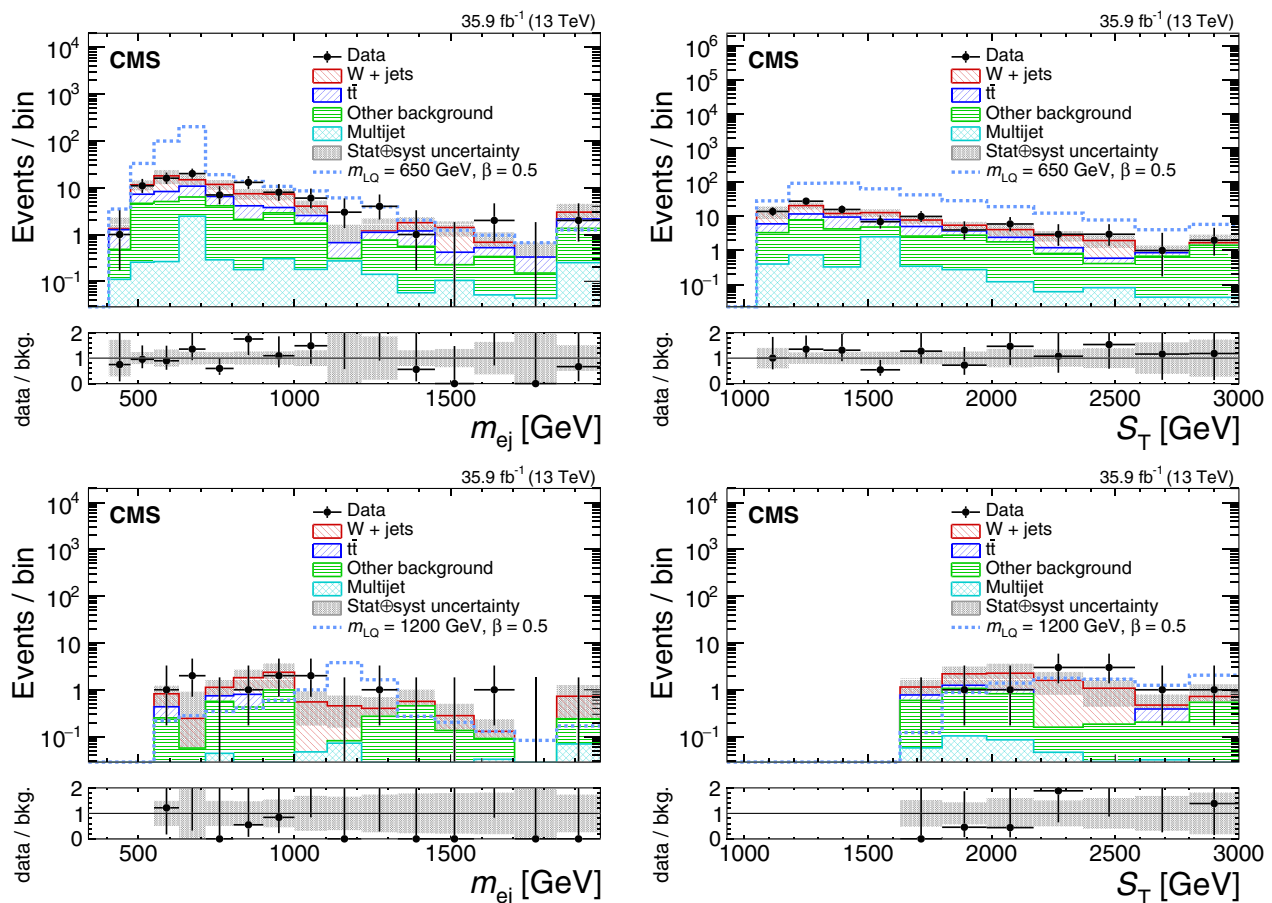 35.9 fb⁻¹ (13 TeV)
CMS
Data
W + jets
tt̄
Other background
Multijet
Stat⊕syst uncertainty
m_LQ = 650 GeV, β = 0.5
Events / bin
10⁴
10³
10²
10
1
10⁻¹
data / bkg.
2
1
0
500 1000 1500
m_ej [GeV]
35.9 fb⁻¹ (13 TeV)
CMS
Data
W + jets
tt̄
Other background
Multijet
Stat⊕syst uncertainty
m_LQ = 650 GeV, β = 0.5
Events / bin
10⁶
10⁵
10⁴
10³
10²
10
1
10⁻¹
data / bkg.
2
1
0
1000 1500 2000 2500 3000
S_T [GeV]
35.9 fb⁻¹ (13 TeV)
CMS
Data
W + jets
tt̄
Other background
Multijet
Stat⊕syst uncertainty
m_LQ = 1200 GeV, β = 0.5
Events / bin
10⁴
10³
10²
10
1
10⁻¹
data / bkg.
2
1
0
500 1000 1500
m_ej [GeV]
35.9 fb⁻¹ (13 TeV)
CMS
Data
W + jets
tt̄
Other background
Multijet
Stat⊕syst uncertainty
m_LQ = 1200 GeV, β = 0.5
Events / bin
10⁴
10³
10²
10
1
10⁻¹
data / bkg.
2
1
0
1000 1500 2000 2500 3000
S_T [GeV]